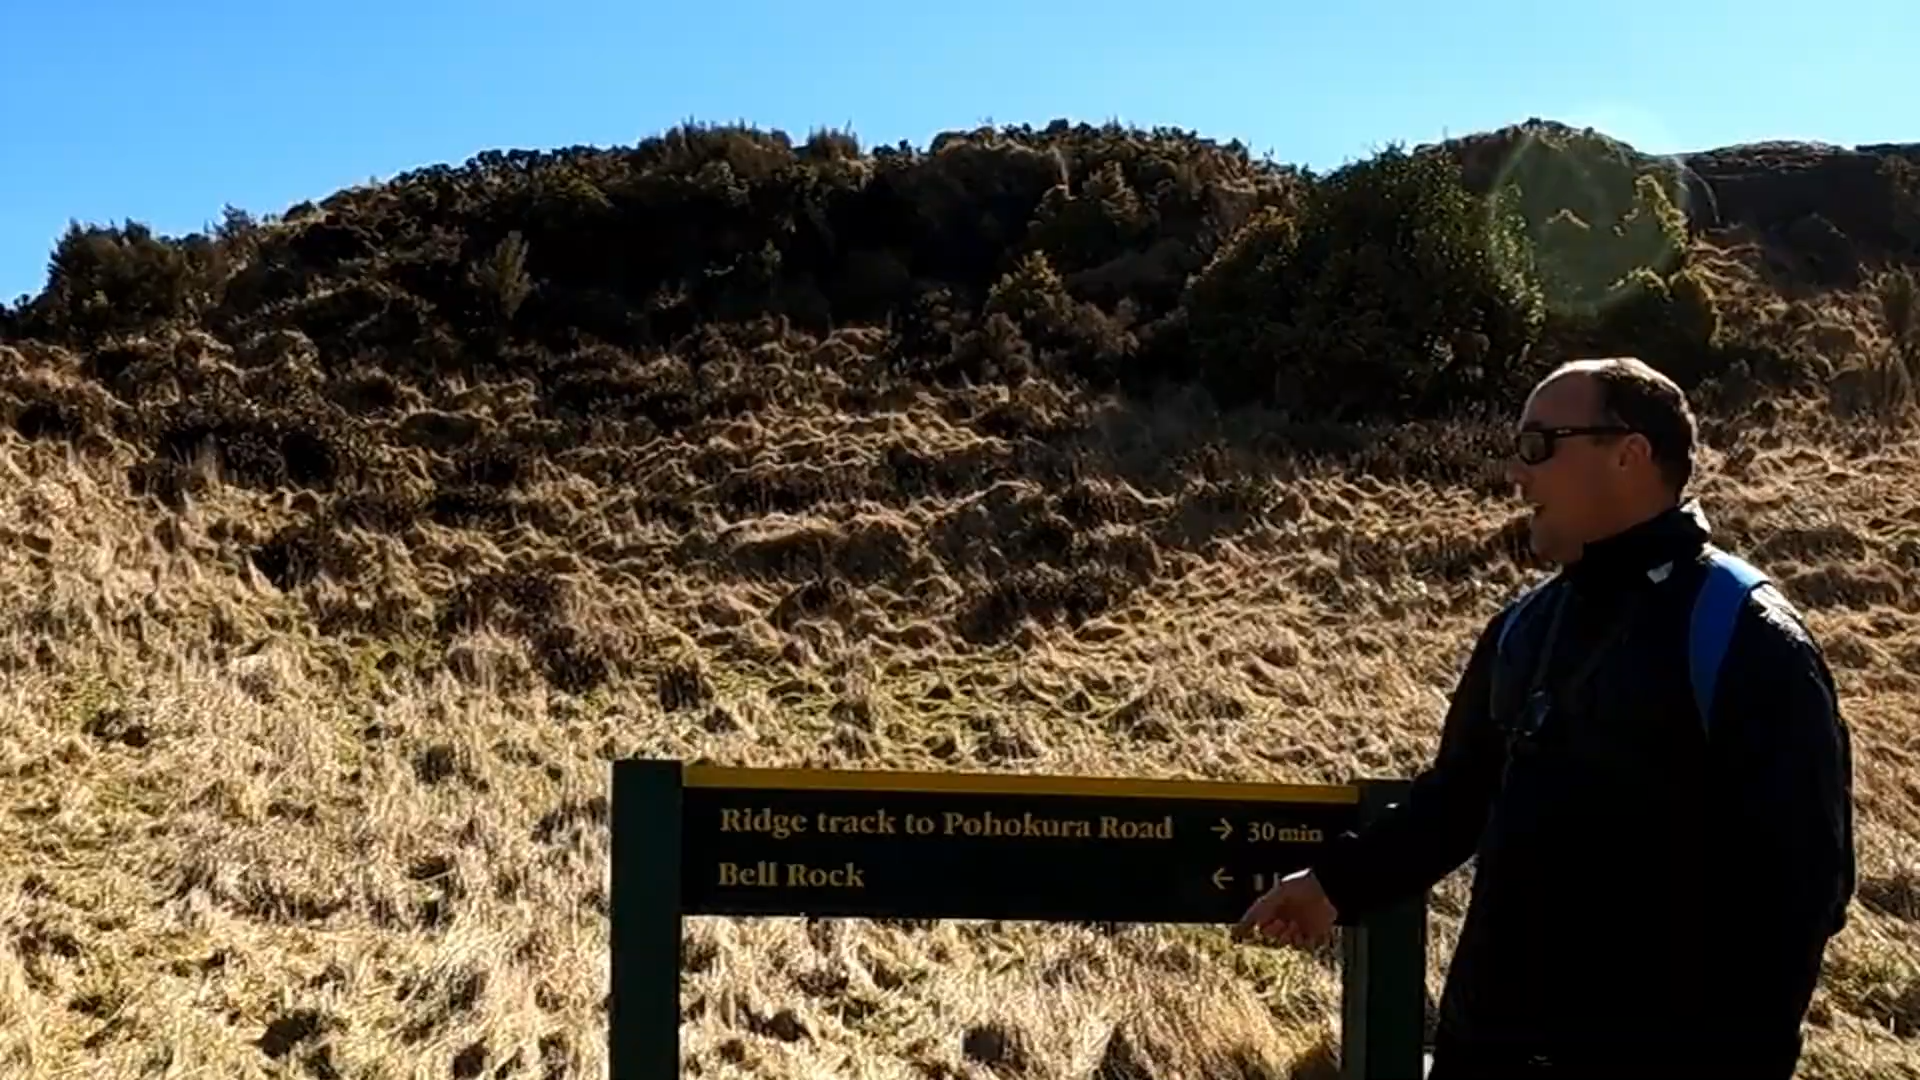 Ridge track to Pohokura Road → 30 min
Bell Rock ←